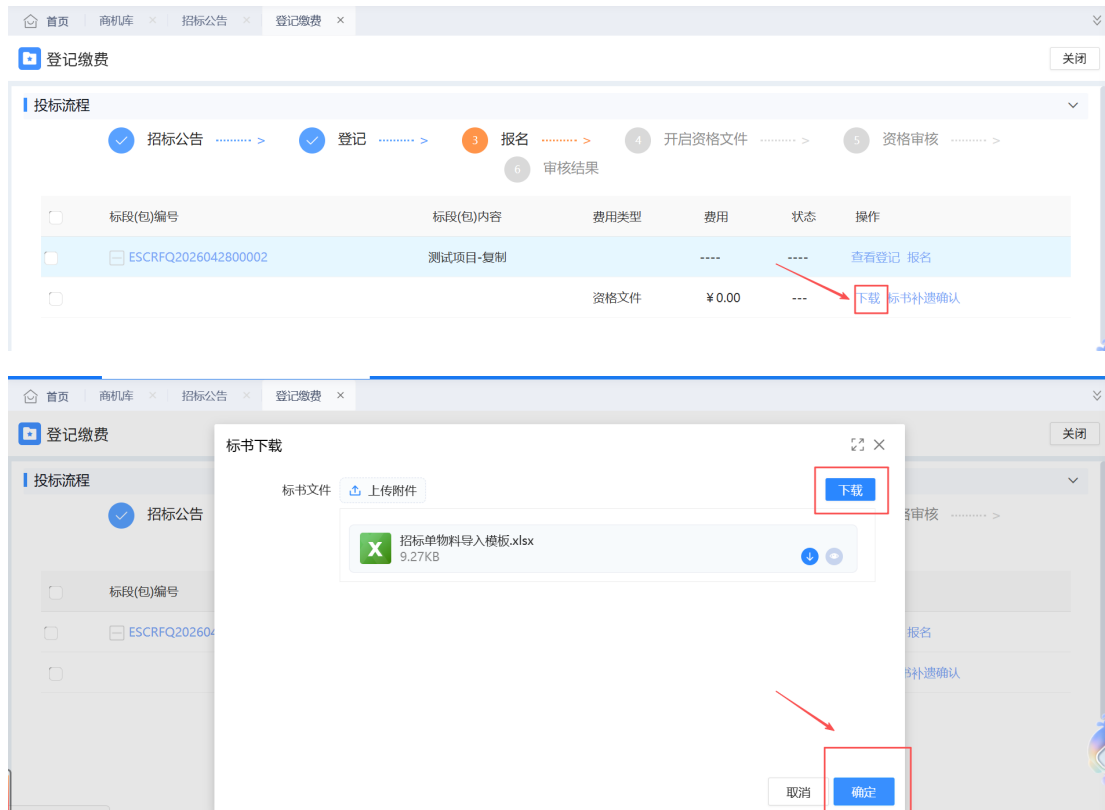 首页 商机库 × 招标公告 × 登记缴费 ×
登记缴费 关闭
投标流程
招标公告 ·········· > 登记 ·········· > 3 报名 ·········· > 4 开启资格文件 ·········· > 5 资格审核 ·········· >
6 审核结果
标段(包)编号 标段(包)内容 费用类型 费用 状态 操作
ESCRFQ2026042800002 测试项目-复制 ---- ---- 查看登记 报名
资格文件 ¥0.00 --- 下载 标书补遗确认
首页 商机库 × 招标公告 × 登记缴费 ×
登记缴费 关闭
标书下载
投标流程
标书文件 上传附件 下载
招标公告 审核 ·········· >
招标单物料导入模板.xlsx
9.27KB
标段(包)编号
ESCRFQ20260 报名
补遗确认
取消 确定